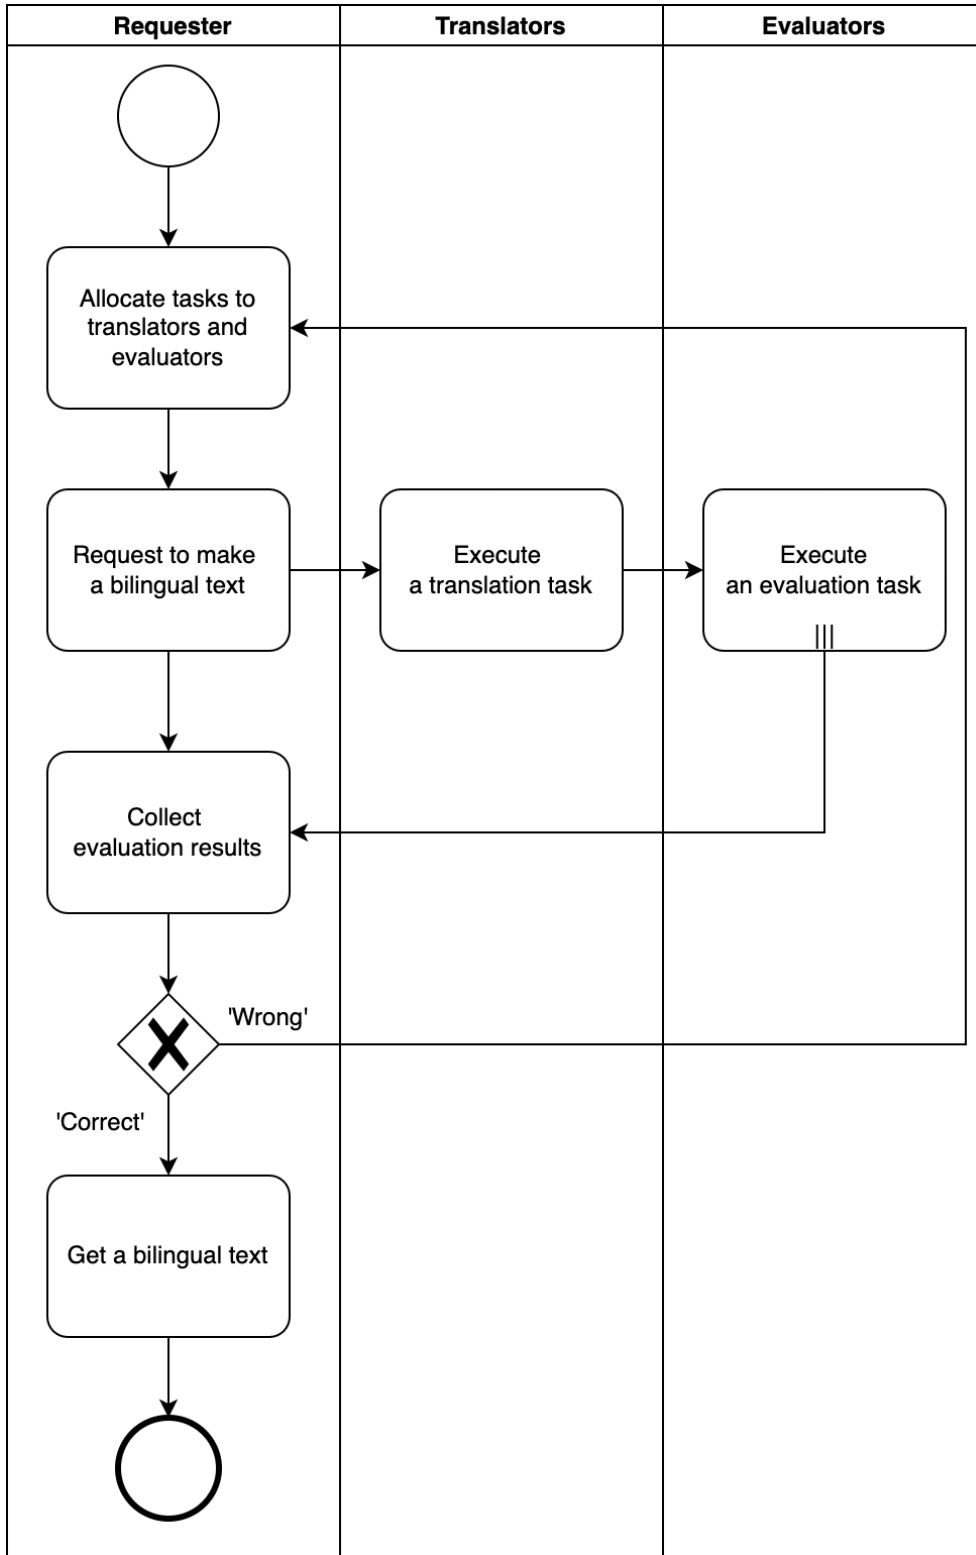 Requester
Translators
Evaluators
Allocate tasks to
translators and
evaluators
Request to make
a bilingual text
Execute
a translation task
Execute
an evaluation task
Collect
evaluation results
'Wrong'
'Correct'
Get a bilingual text